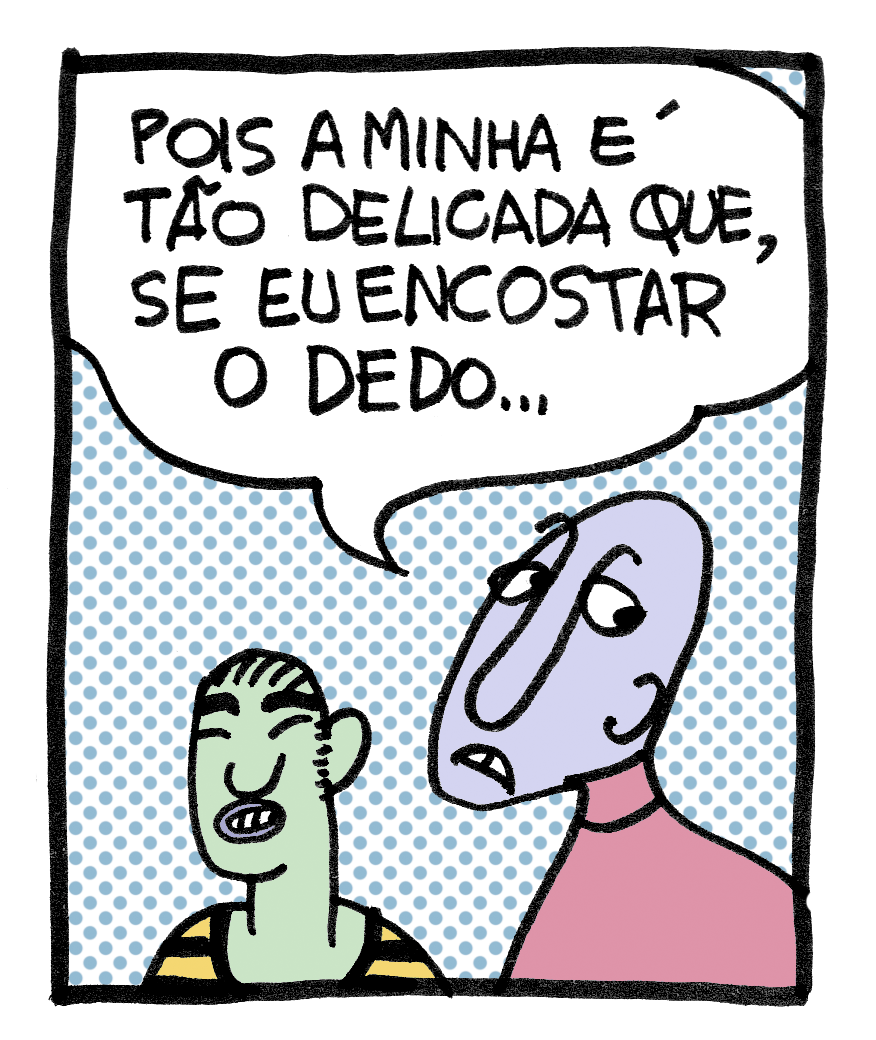 POIS A MINHA É
TÃO DELICADA QUE,
SE EU ENCOSTAR
O DEDO...